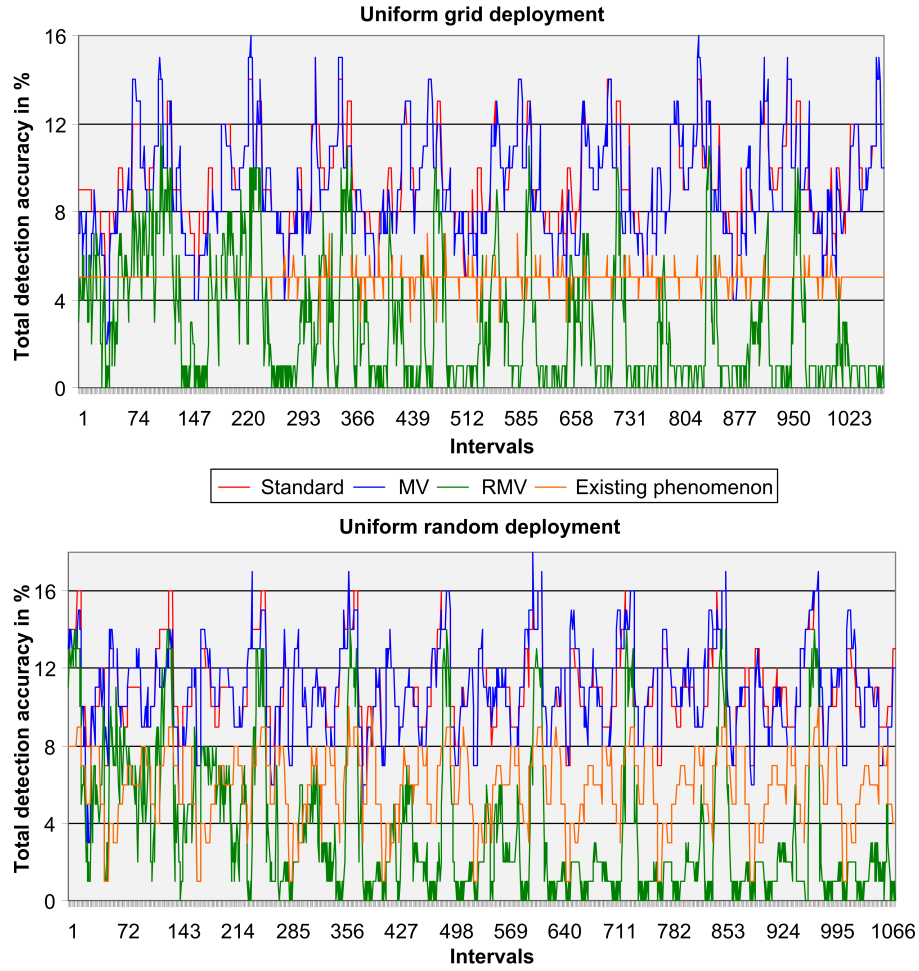 Uniform grid deployment
Total detection accuracy in %
16
12
8
4
0
1 74 147 220 293 366 439 512 585 658 731 804 877 950 1023
Intervals
Standard MV RMV Existing phenomenon
Uniform random deployment
Total detection accuracy in %
16
12
8
4
0
1 72 143 214 285 356 427 498 569 640 711 782 853 924 995 1066
Intervals